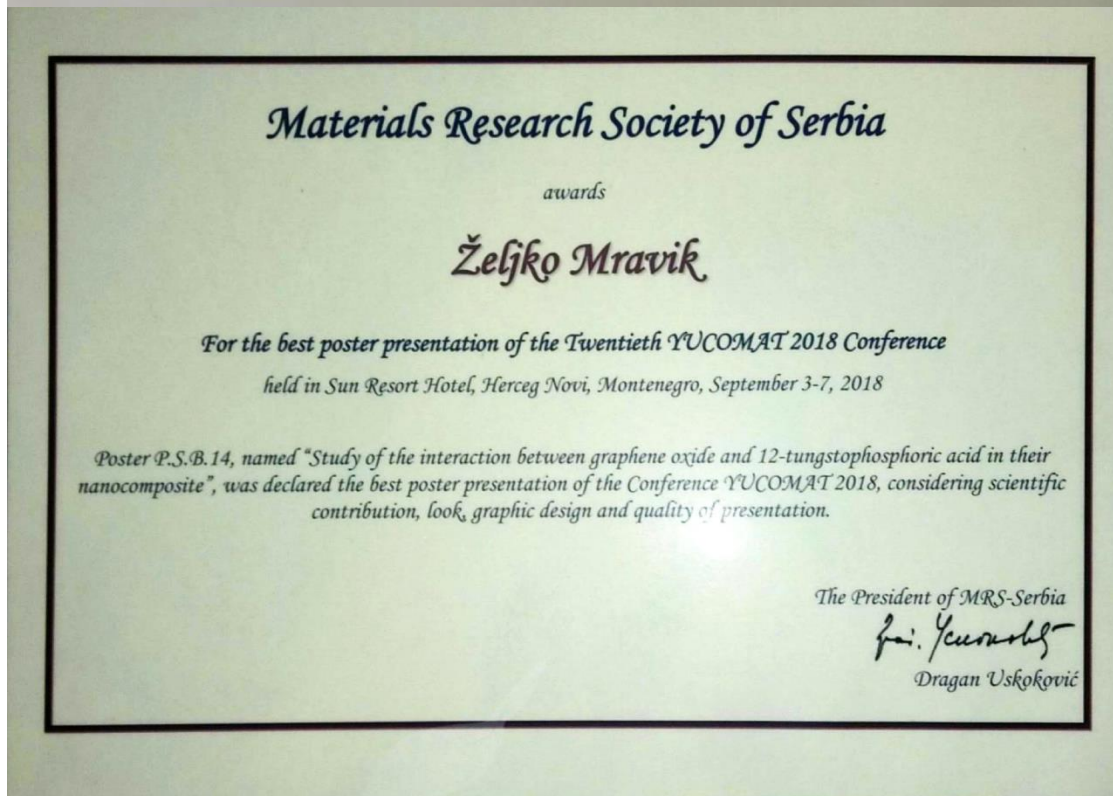 Materials Research Society of Serbia
awards
Željko Mravik
For the best poster presentation of the Twentieth YUCOMAT 2018 Conference
held in Sun Resort Hotel, Herceg Novi, Montenegro, September 3-7, 2018
Poster P.S.B.14, named “Study of the interaction between graphene oxide and 12-tungstophosphoric acid in their
nanocomposite”, was declared the best poster presentation of the Conference YUCOMAT 2018, considering scientific
contribution, look, graphic design and quality of presentation.
The President of MRS-Serbia
Dragan Uskoković